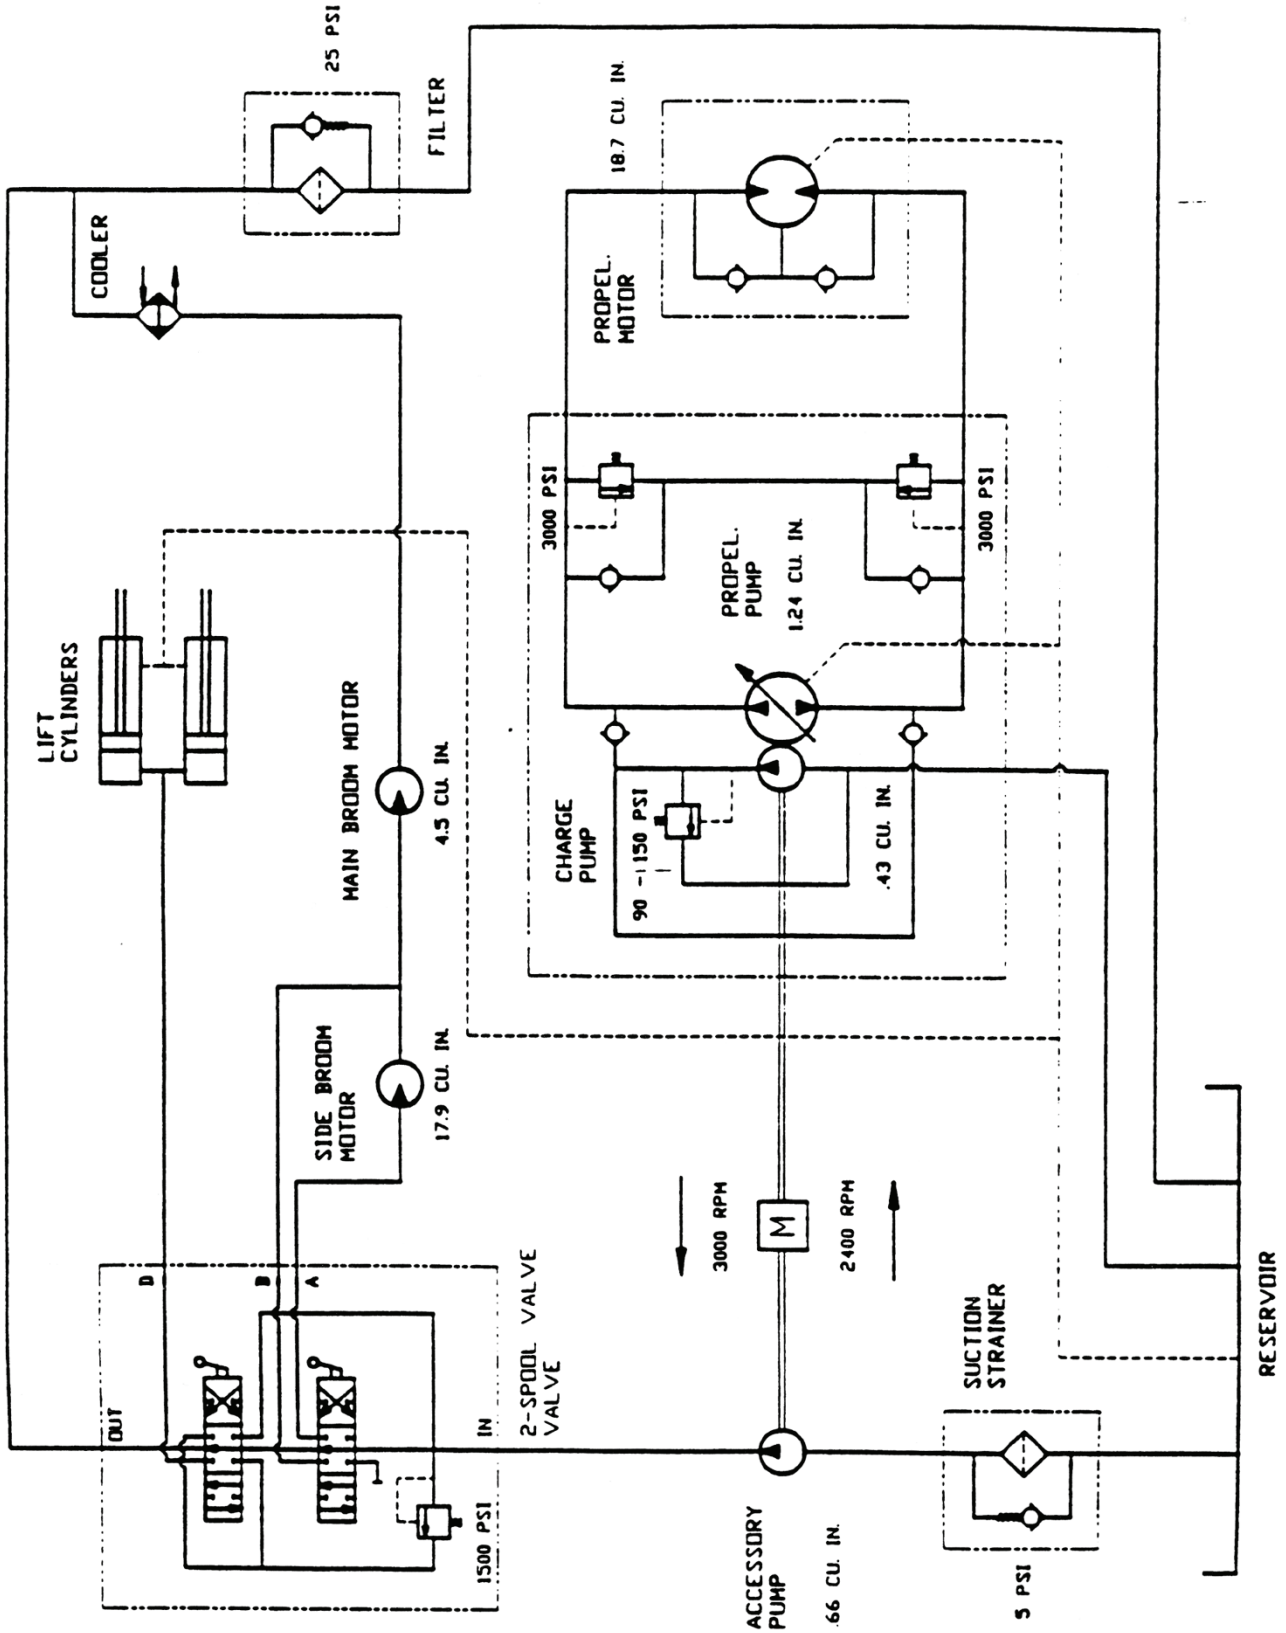 25 PSI
FILTER
COOLER
18.7 CU. IN.
PROPEL.
MOTOR
LIFT
CYLINDERS
3000 PSI
PROPEL.
PUMP
1.24 CU. IN.
3000 PSI
MAIN BROOM MOTOR
4.5 CU. IN.
CHARGE
PUMP
90 - 150 PSI
.43 CU. IN.
SIDE BROOM
MOTOR
17.9 CU. IN.
D
B
A
OUT
IN
2-SPOOL VALVE
VALVE
1500 PSI
3000 RPM
M
2400 RPM
ACCESSORY
PUMP
.66 CU. IN.
SUCTION
STRAINER
5 PSI
RESERVOIR